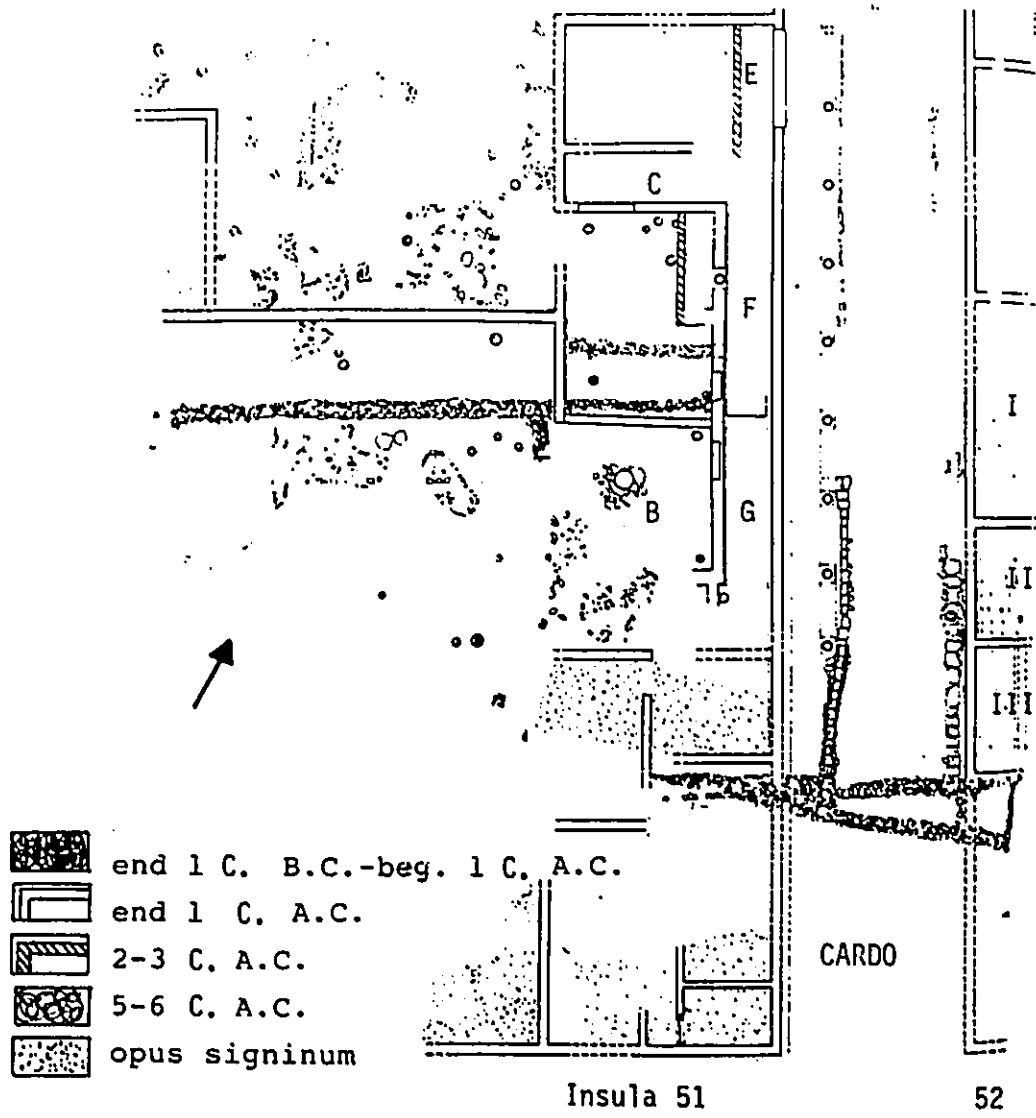 E
C
F
I
B
G
II
III
end 1 C. B.C.-beg. 1 C. A.C.
end 1 C. A.C.
2-3 C. A.C.
5-6 C. A.C.
opus signinum
CARDO
Insula 51
52